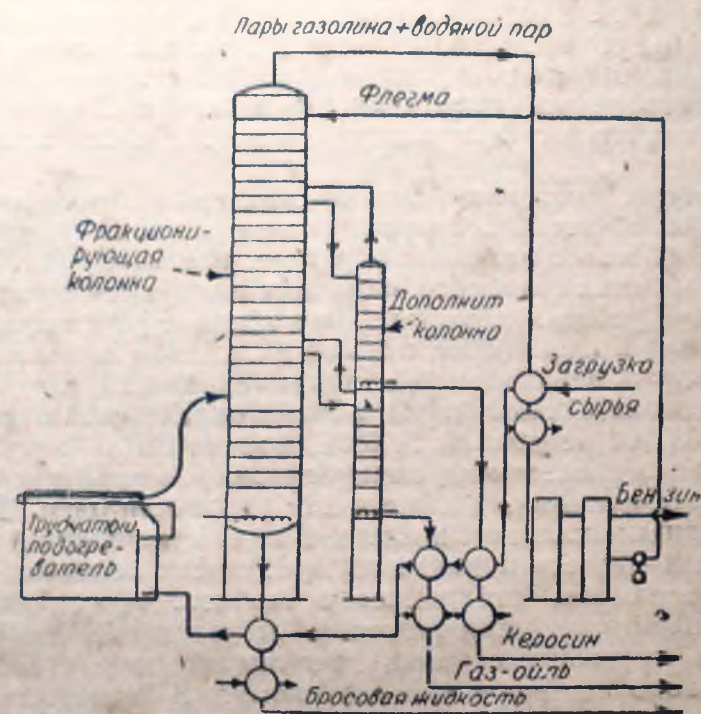 Пары газолина + водяной пар
Флегма
Фракциони-
рующая
колонна
Дополнит
колонна
Загрузка
сырья
Бензин
Трубчатый
подогре-
ватель
Керосин
Газ-ойль
Бросовая жидкость